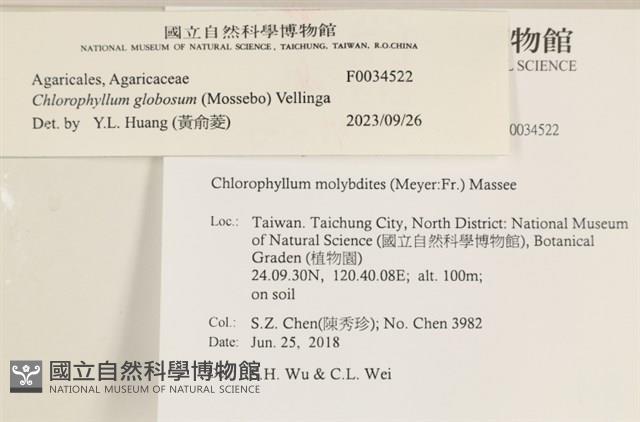 國立自然科學博物館
NATIONAL MUSEUM OF NATURAL SCIENCE, TAICHUNG, TAIWAN, R.O.CHINA
Agaricales, Agaricaceae F0034522
Chlorophyllum globosum (Mossebo) Vellinga
Det. by Y.L. Huang (黃俞菱) 2023/09/26
物館
SCIENCE
0034522
Chlorophyllum molybdites (Meyer:Fr.) Massee
Loc.: Taiwan. Taichung City, North District: National Museum
of Natural Science (國立自然科學博物館), Botanical
Graden (植物園)
24.09.30N, 120.40.08E; alt. 100m;
on soil
Col.: S.Z. Chen(陳秀珍); No. Chen 3982
Date: Jun. 25, 2018
H. Wu & C.L. Wei
國立自然科學博物館
NATIONAL MUSEUM OF NATURAL SCIENCE